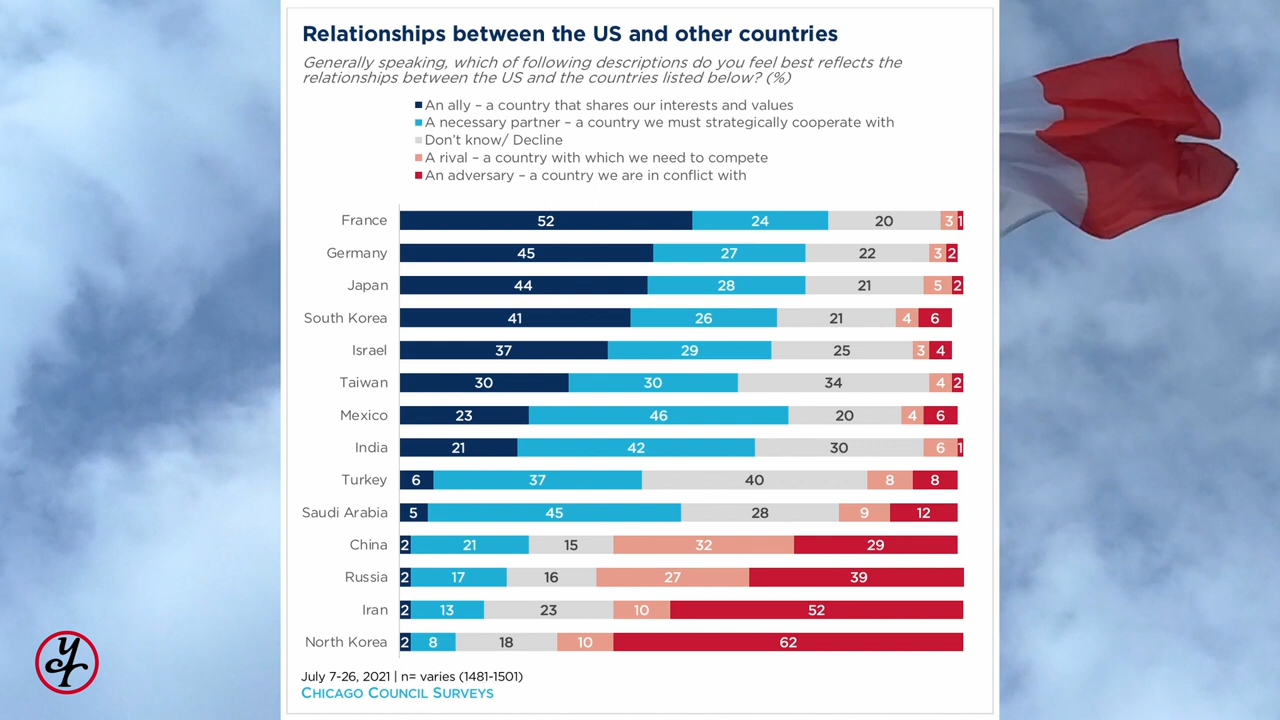 Relationships between the US and other countries
Generally speaking, which of following descriptions do you feel best reflects the
relationships between the US and the countries listed below? (%)
An ally – a country that shares our interests and values
A necessary partner – a country we must strategically cooperate with
Don't know/ Decline
A rival – a country with which we need to compete
An adversary – a country we are in conflict with
France 52 24 20 3 1
Germany 45 27 22 3 2
Japan 44 28 21 5 2
South Korea 41 26 21 4 6
Israel 37 29 25 3 4
Taiwan 30 30 34 4 2
Mexico 23 46 20 4 6
India 21 42 30 6 1
Turkey 6 37 40 8 8
Saudi Arabia 5 45 28 9 12
China 2 21 15 32 29
Russia 2 17 16 27 39
Iran 2 13 23 10 52
North Korea 2 8 18 10 62
July 7-26, 2021 | n= varies (1481-1501)
CHICAGO COUNCIL SURVEYS